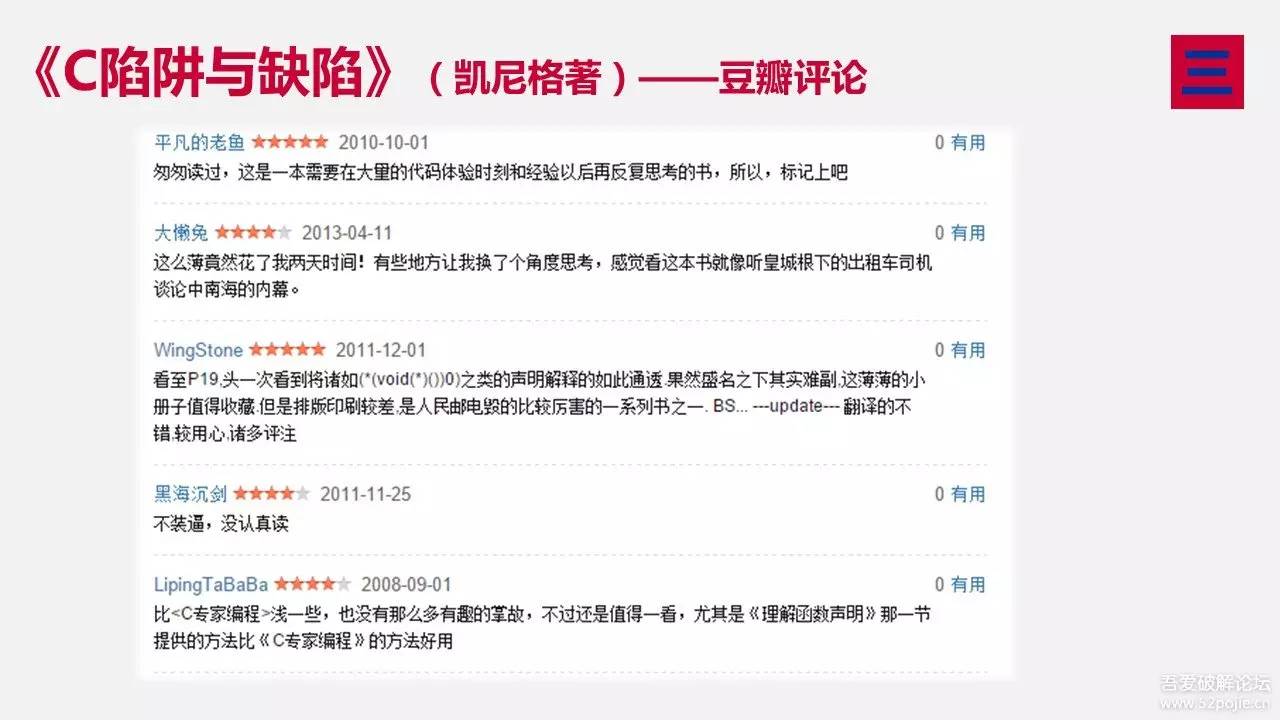 《C陷阱与缺陷》（凯尼格著）——豆瓣评论
三
平凡的老鱼 ★★★★★ 2010-10-01 0 有用
匆匆读过，这是一本需要在大量的代码体验时刻和经验以后再反复思考的书，所以，标记上吧
大懒兔 ★★★★★ 2013-04-11 0 有用
这么薄竟然花了我两天时间！有些地方让我换了个角度思考，感觉看这本书就像听皇城根下的出租车司机
谈论中南海的内幕。
WingStone ★★★★★ 2011-12-01 0 有用
看至P19.头一次看到将诸如(*(void(*)())0)之类的声明解释的如此通透.果然盛名之下其实难副.这薄薄的小
册子值得收藏.但是排版印刷较差,是人民邮电毁的比较厉害的一系列书之一. BS... ---update--- 翻译的不
错,较用心,诸多评注
黑海沉剑 ★★★★★ 2011-11-25 0 有用
不装逼，没认真读
LipingTaBaBa ★★★★★ 2008-09-01 0 有用
比<C专家编程>浅一些，也没有那么多有趣的掌故，不过还是值得一看，尤其是《理解函数声明》那一节
提供的方法比《C专家编程》的方法好用
吾爱破解论坛
www.52pojie.cn